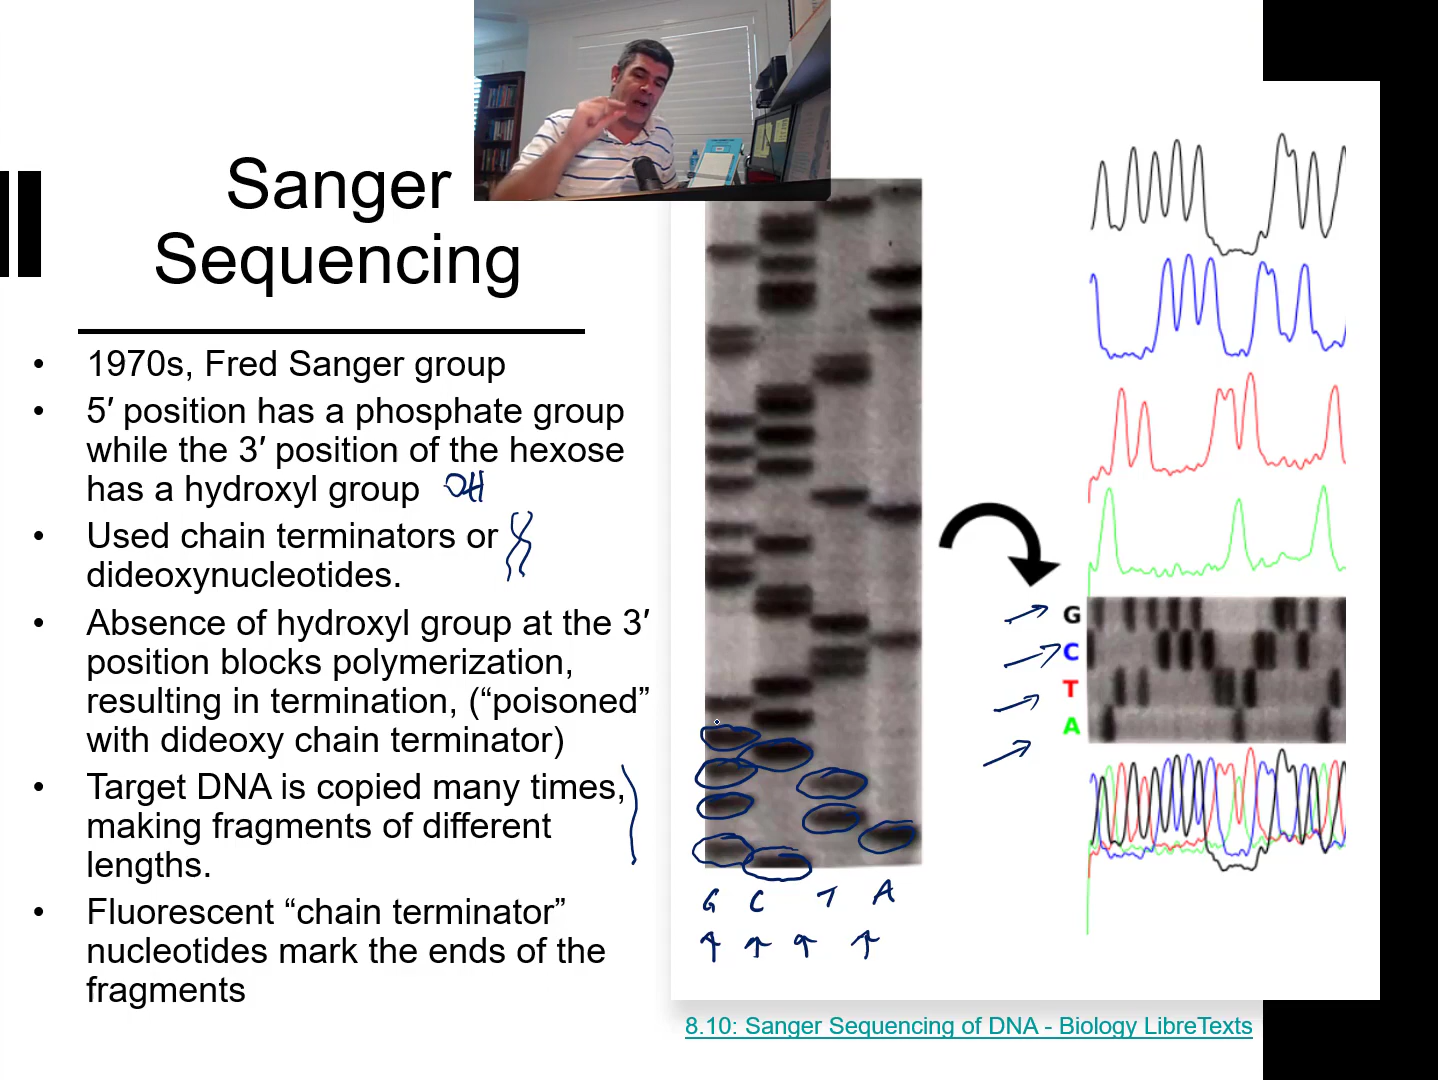 Sanger
Sequencing
• 1970s, Fred Sanger group
• 5′ position has a phosphate group
while the 3′ position of the hexose
has a hydroxyl group OH
• Used chain terminators or
dideoxynucleotides.
• Absence of hydroxyl group at the 3′
position blocks polymerization,
resulting in termination, (“poisoned”
with dideoxy chain terminator)
• Target DNA is copied many times,
making fragments of different
lengths.
• Fluorescent “chain terminator”
nucleotides mark the ends of the
fragments
G C T A
G
C
T
A
8.10: Sanger Sequencing of DNA - Biology LibreTexts